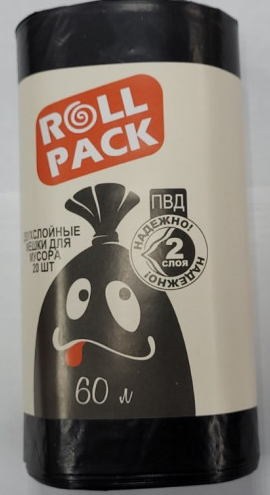 ROLL
PACK
ДВУХСЛОЙНЫЕ
МЕШКИ ДЛЯ
МУСОРА
20 ШТ
ПВД
НАДЕЖНО!
2
СЛОЯ
НАДЕЖНО!
60 л